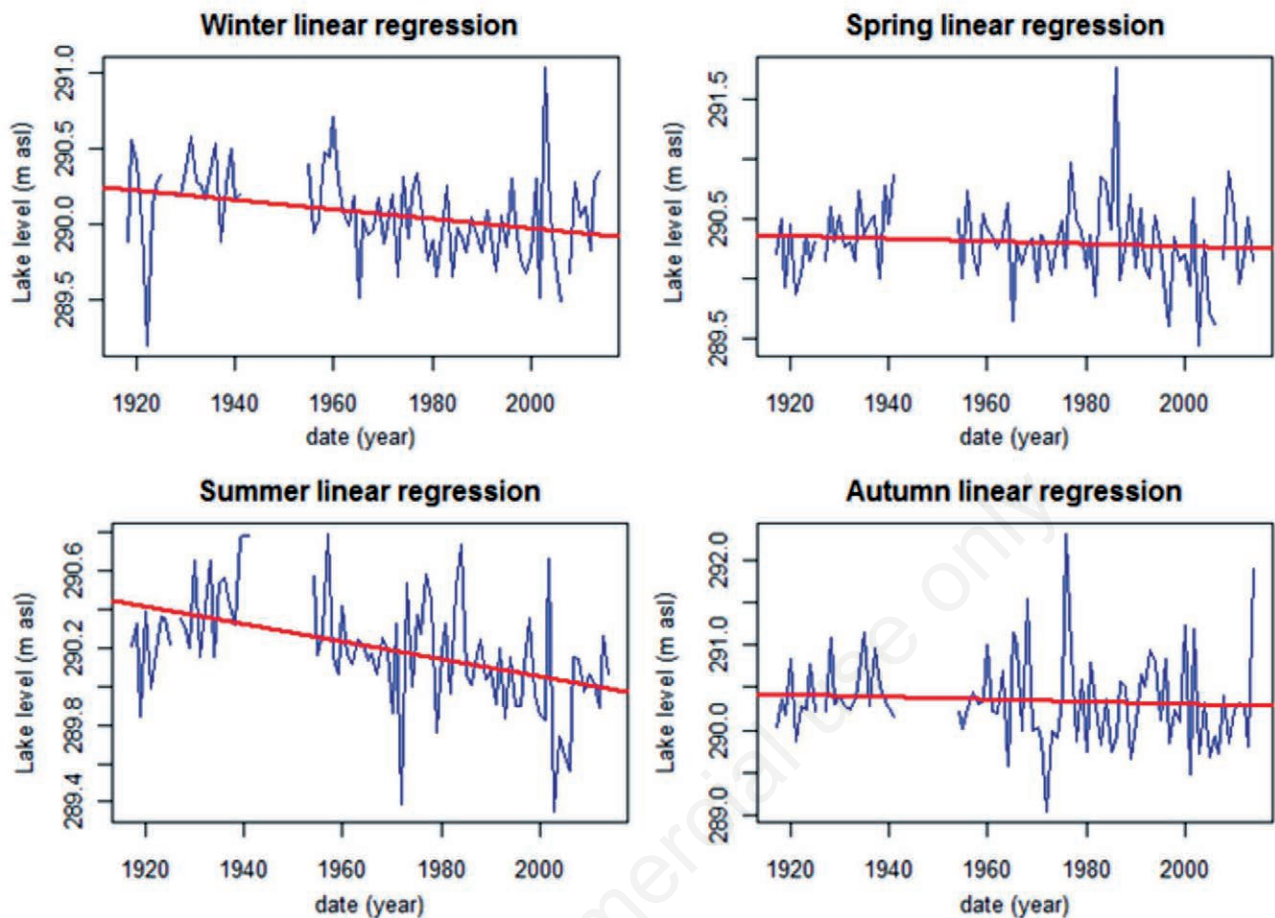 Winter linear regression
Lake level (m asl)
291.0
290.5
290.0
289.5
1920 1940 1960 1980 2000
date (year)
Spring linear regression
Lake level (m asl)
291.5
290.5
289.5
1920 1940 1960 1980 2000
date (year)
Summer linear regression
Lake level (m asl)
290.6
290.2
289.8
289.4
1920 1940 1960 1980 2000
date (year)
Autumn linear regression
Lake level (m asl)
292.0
291.0
290.0
289.0
1920 1940 1960 1980 2000
date (year)
mercial use only